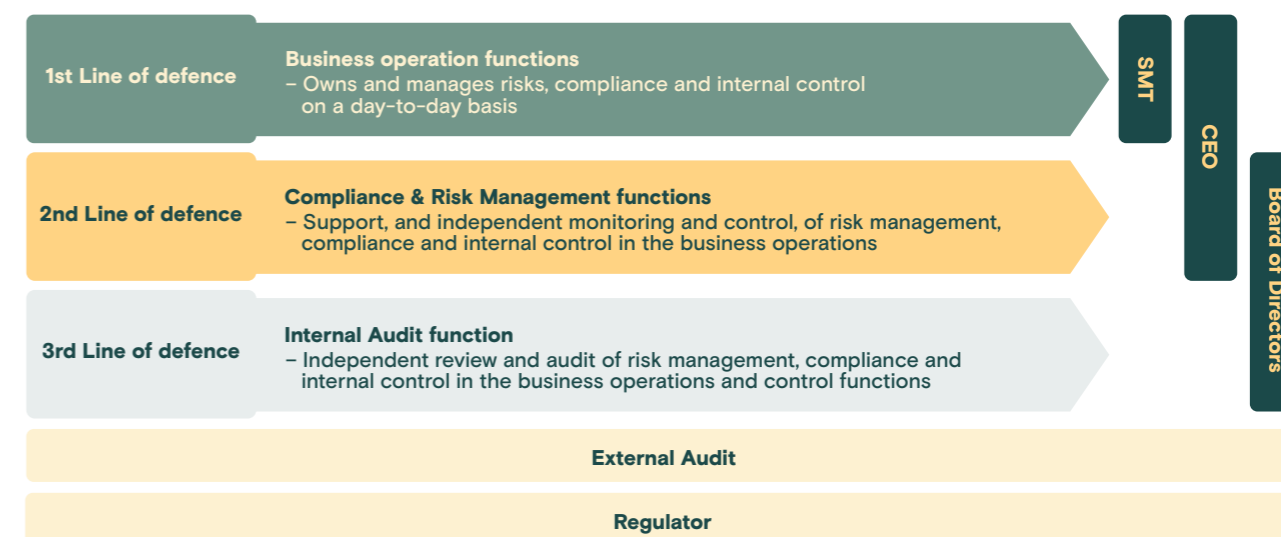 1st Line of defence
Business operation functions
– Owns and manages risks, compliance and internal control
on a day-to-day basis
SMT
CEO
2nd Line of defence
Compliance & Risk Management functions
– Support, and independent monitoring and control, of risk management,
compliance and internal control in the business operations
Board of Directors
3rd Line of defence
Internal Audit function
– Independent review and audit of risk management, compliance and
internal control in the business operations and control functions
External Audit
Regulator